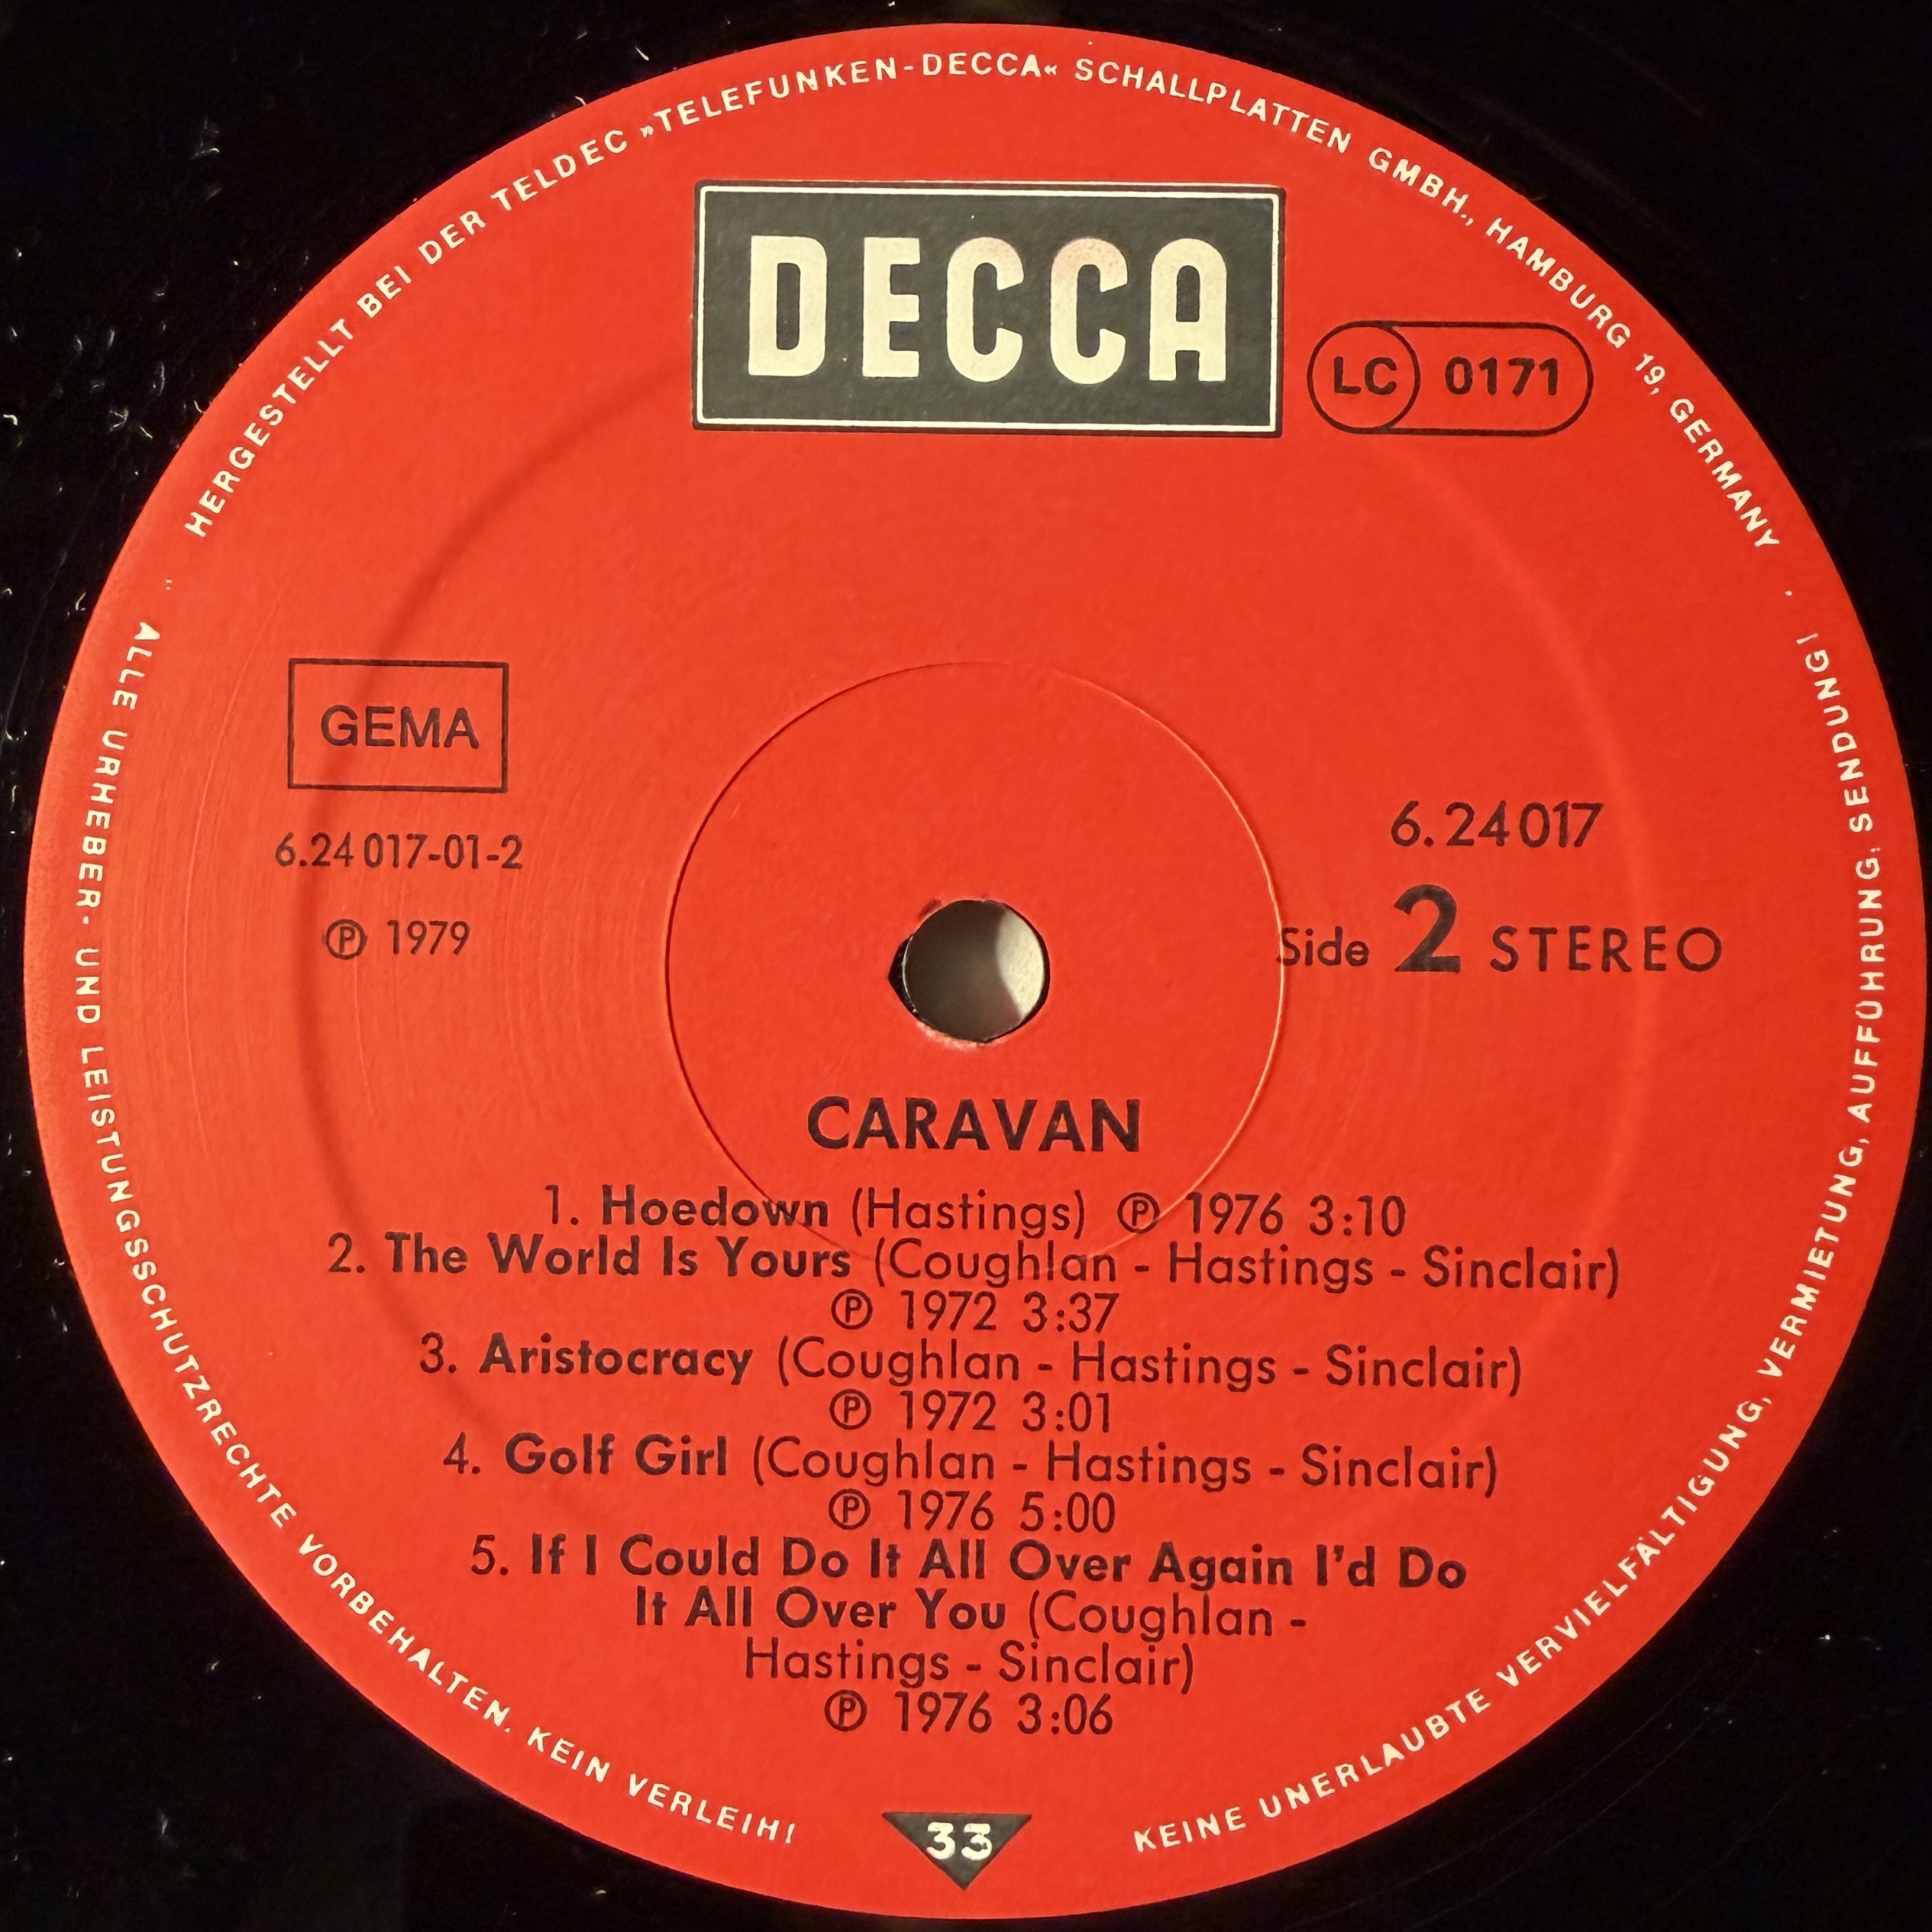 HERGESTELLT BEI DER TELDEC »TELEFUNKEN-DECCA« SCHALLPLATTEN GMBH., HAMBURG 19, GERMANY
DECCA
LC 0171
GEMA
6.24 017-01-2
Ⓟ 1979
6.24 017
Side 2 STEREO
CARAVAN
1. Hoedown (Hastings) Ⓟ 1976 3:10
2. The World Is Yours (Coughlan - Hastings - Sinclair)
Ⓟ 1972 3:37
3. Aristocracy (Coughlan - Hastings - Sinclair)
Ⓟ 1972 3:01
4. Golf Girl (Coughlan - Hastings - Sinclair)
Ⓟ 1976 5:00
5. If I Could Do It All Over Again I'd Do
It All Over You (Coughlan -
Hastings - Sinclair)
Ⓟ 1976 3:06
33
ALLE URHEBER- UND LEISTUNGSSCHUTZRECHTE VORBEHALTEN. KEIN VERLEIH!
KEINE UNERLAUBTE VERVIELFÄLTIGUNG, VERMIETUNG, AUFFÜHRUNG, SENDUNG!